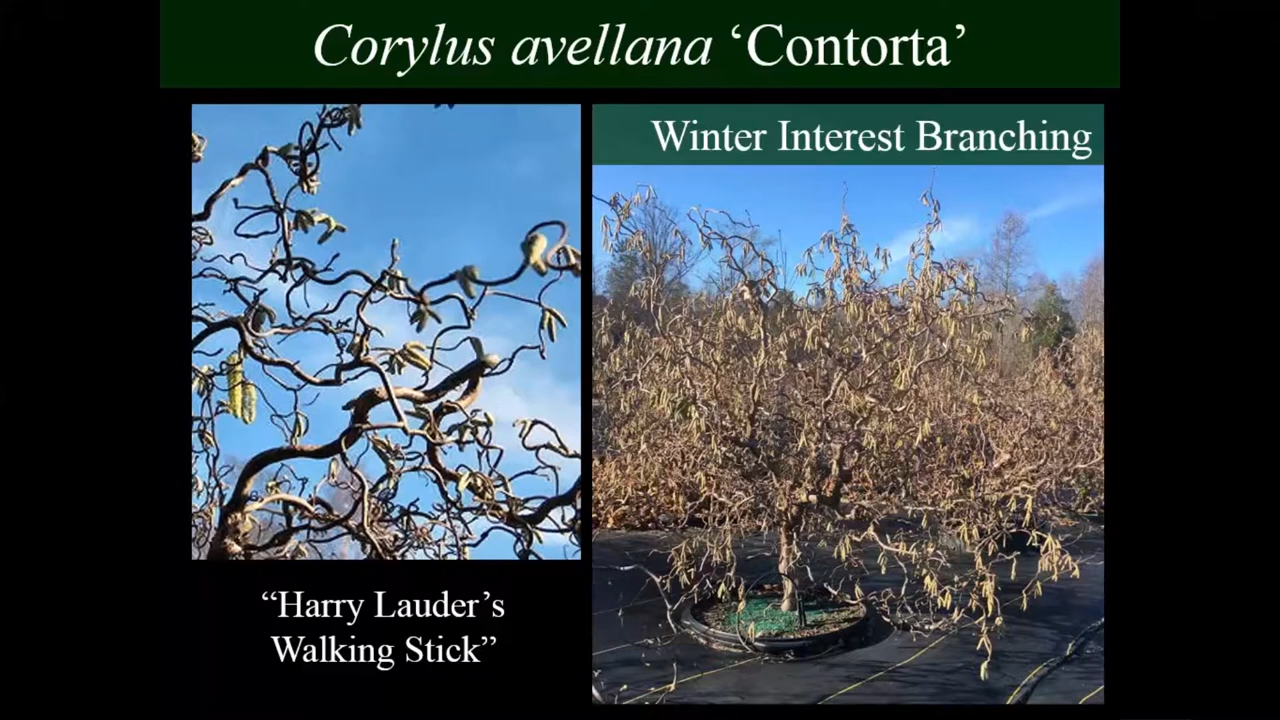 Corylus avellana ‘Contorta’
Winter Interest Branching
“Harry Lauder’s
Walking Stick”